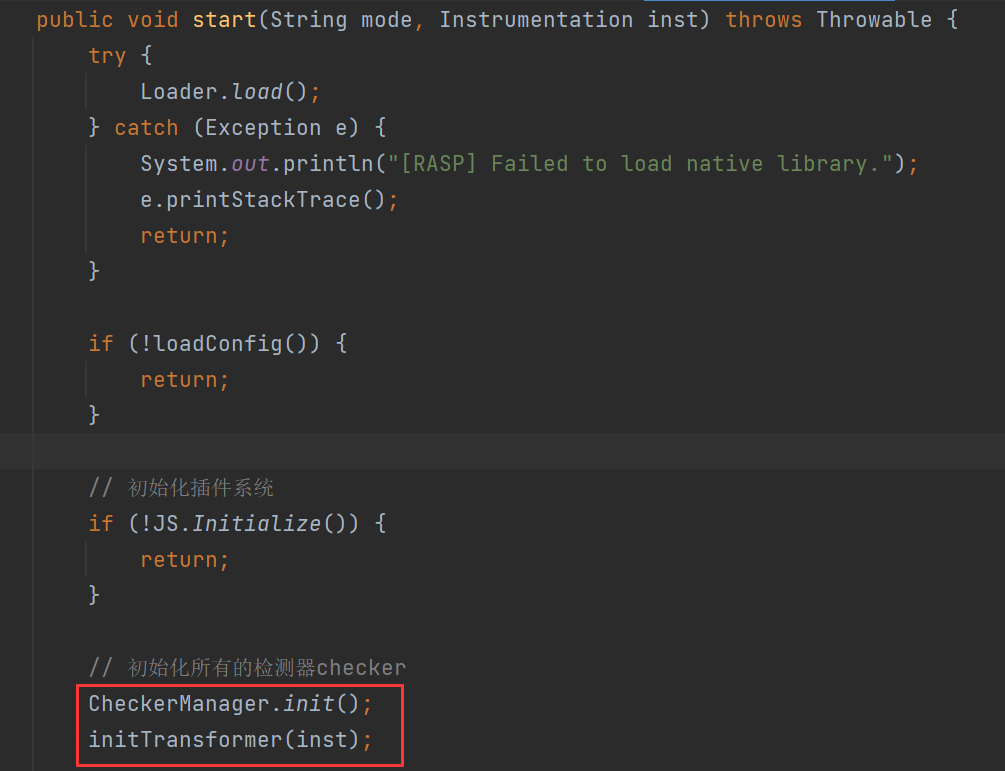 public void start(String mode, Instrumentation inst) throws Throwable {
try {
Loader.load();
} catch (Exception e) {
System.out.println("[RASP] Failed to load native library.");
e.printStackTrace();
return;
}
if (!loadConfig()) {
return;
}
// 初始化插件系统
if (!JS.Initialize()) {
return;
}
// 初始化所有的检测器checker
CheckerManager.init();
initTransformer(inst);